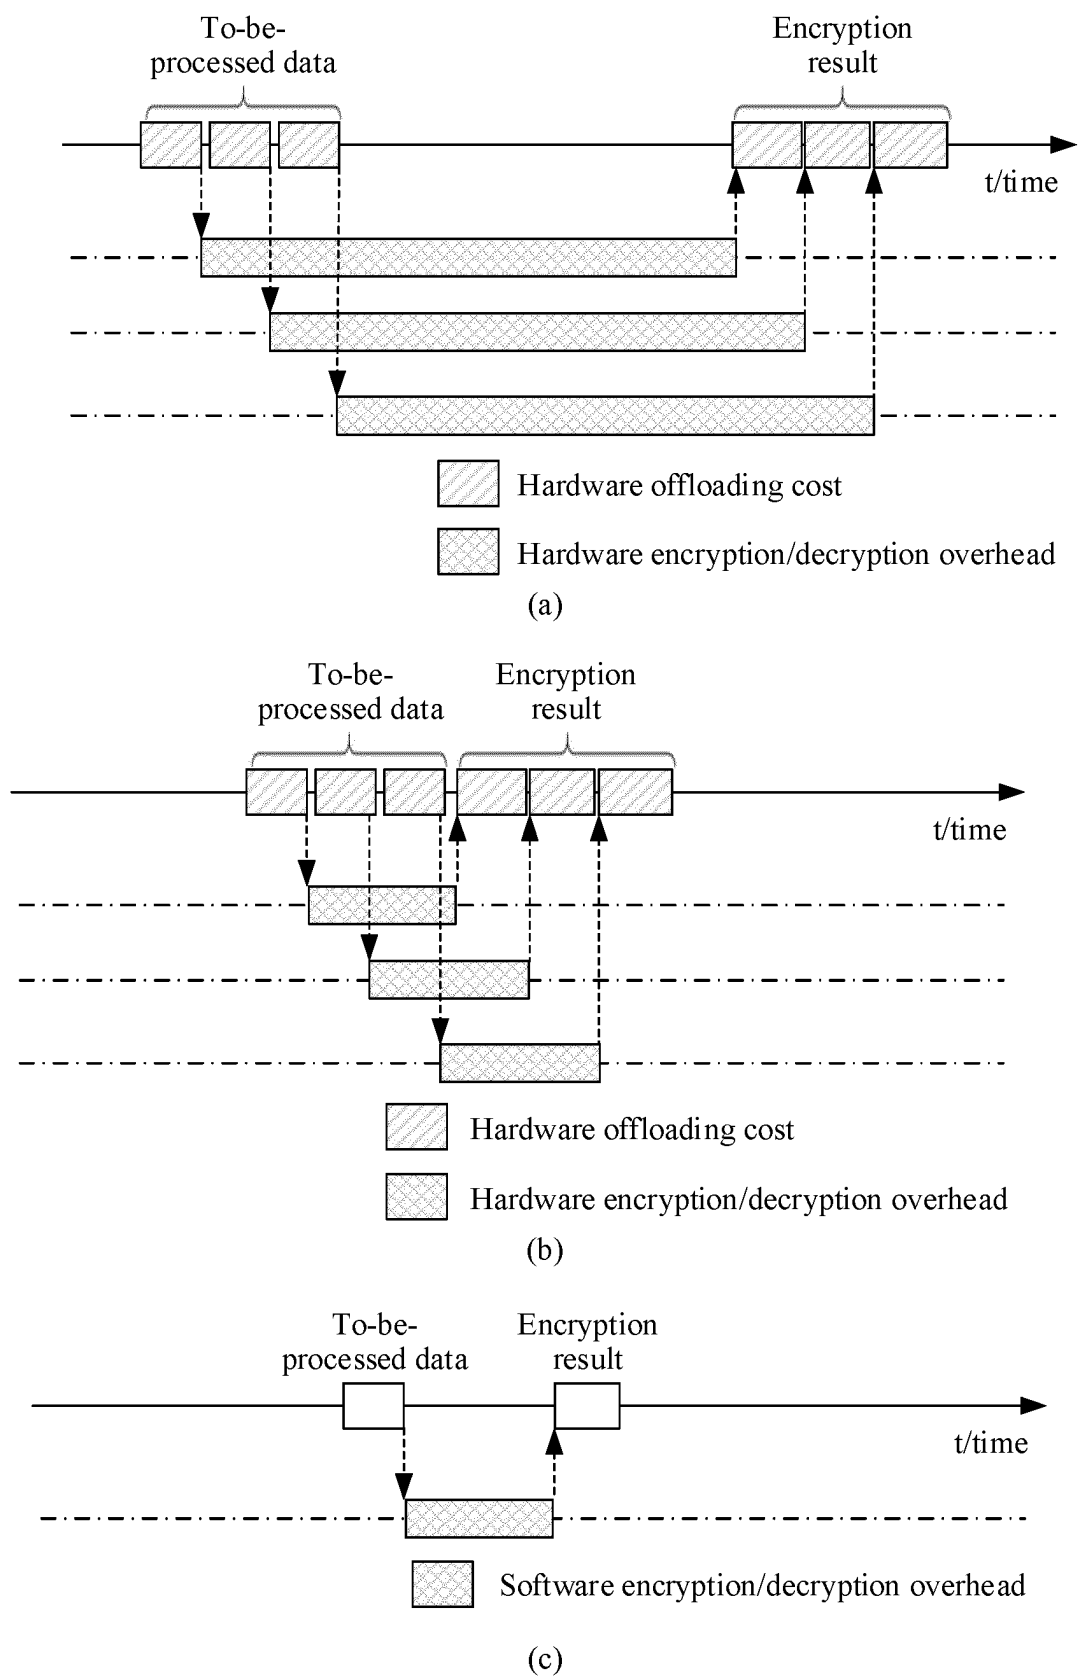 To-be-
processed data
Encryption
result
t/time
Hardware offloading cost
Hardware encryption/decryption overhead
(a)
To-be-
processed data
Encryption
result
t/time
Hardware offloading cost
Hardware encryption/decryption overhead
(b)
To-be-
processed data
Encryption
result
t/time
Software encryption/decryption overhead
(c)